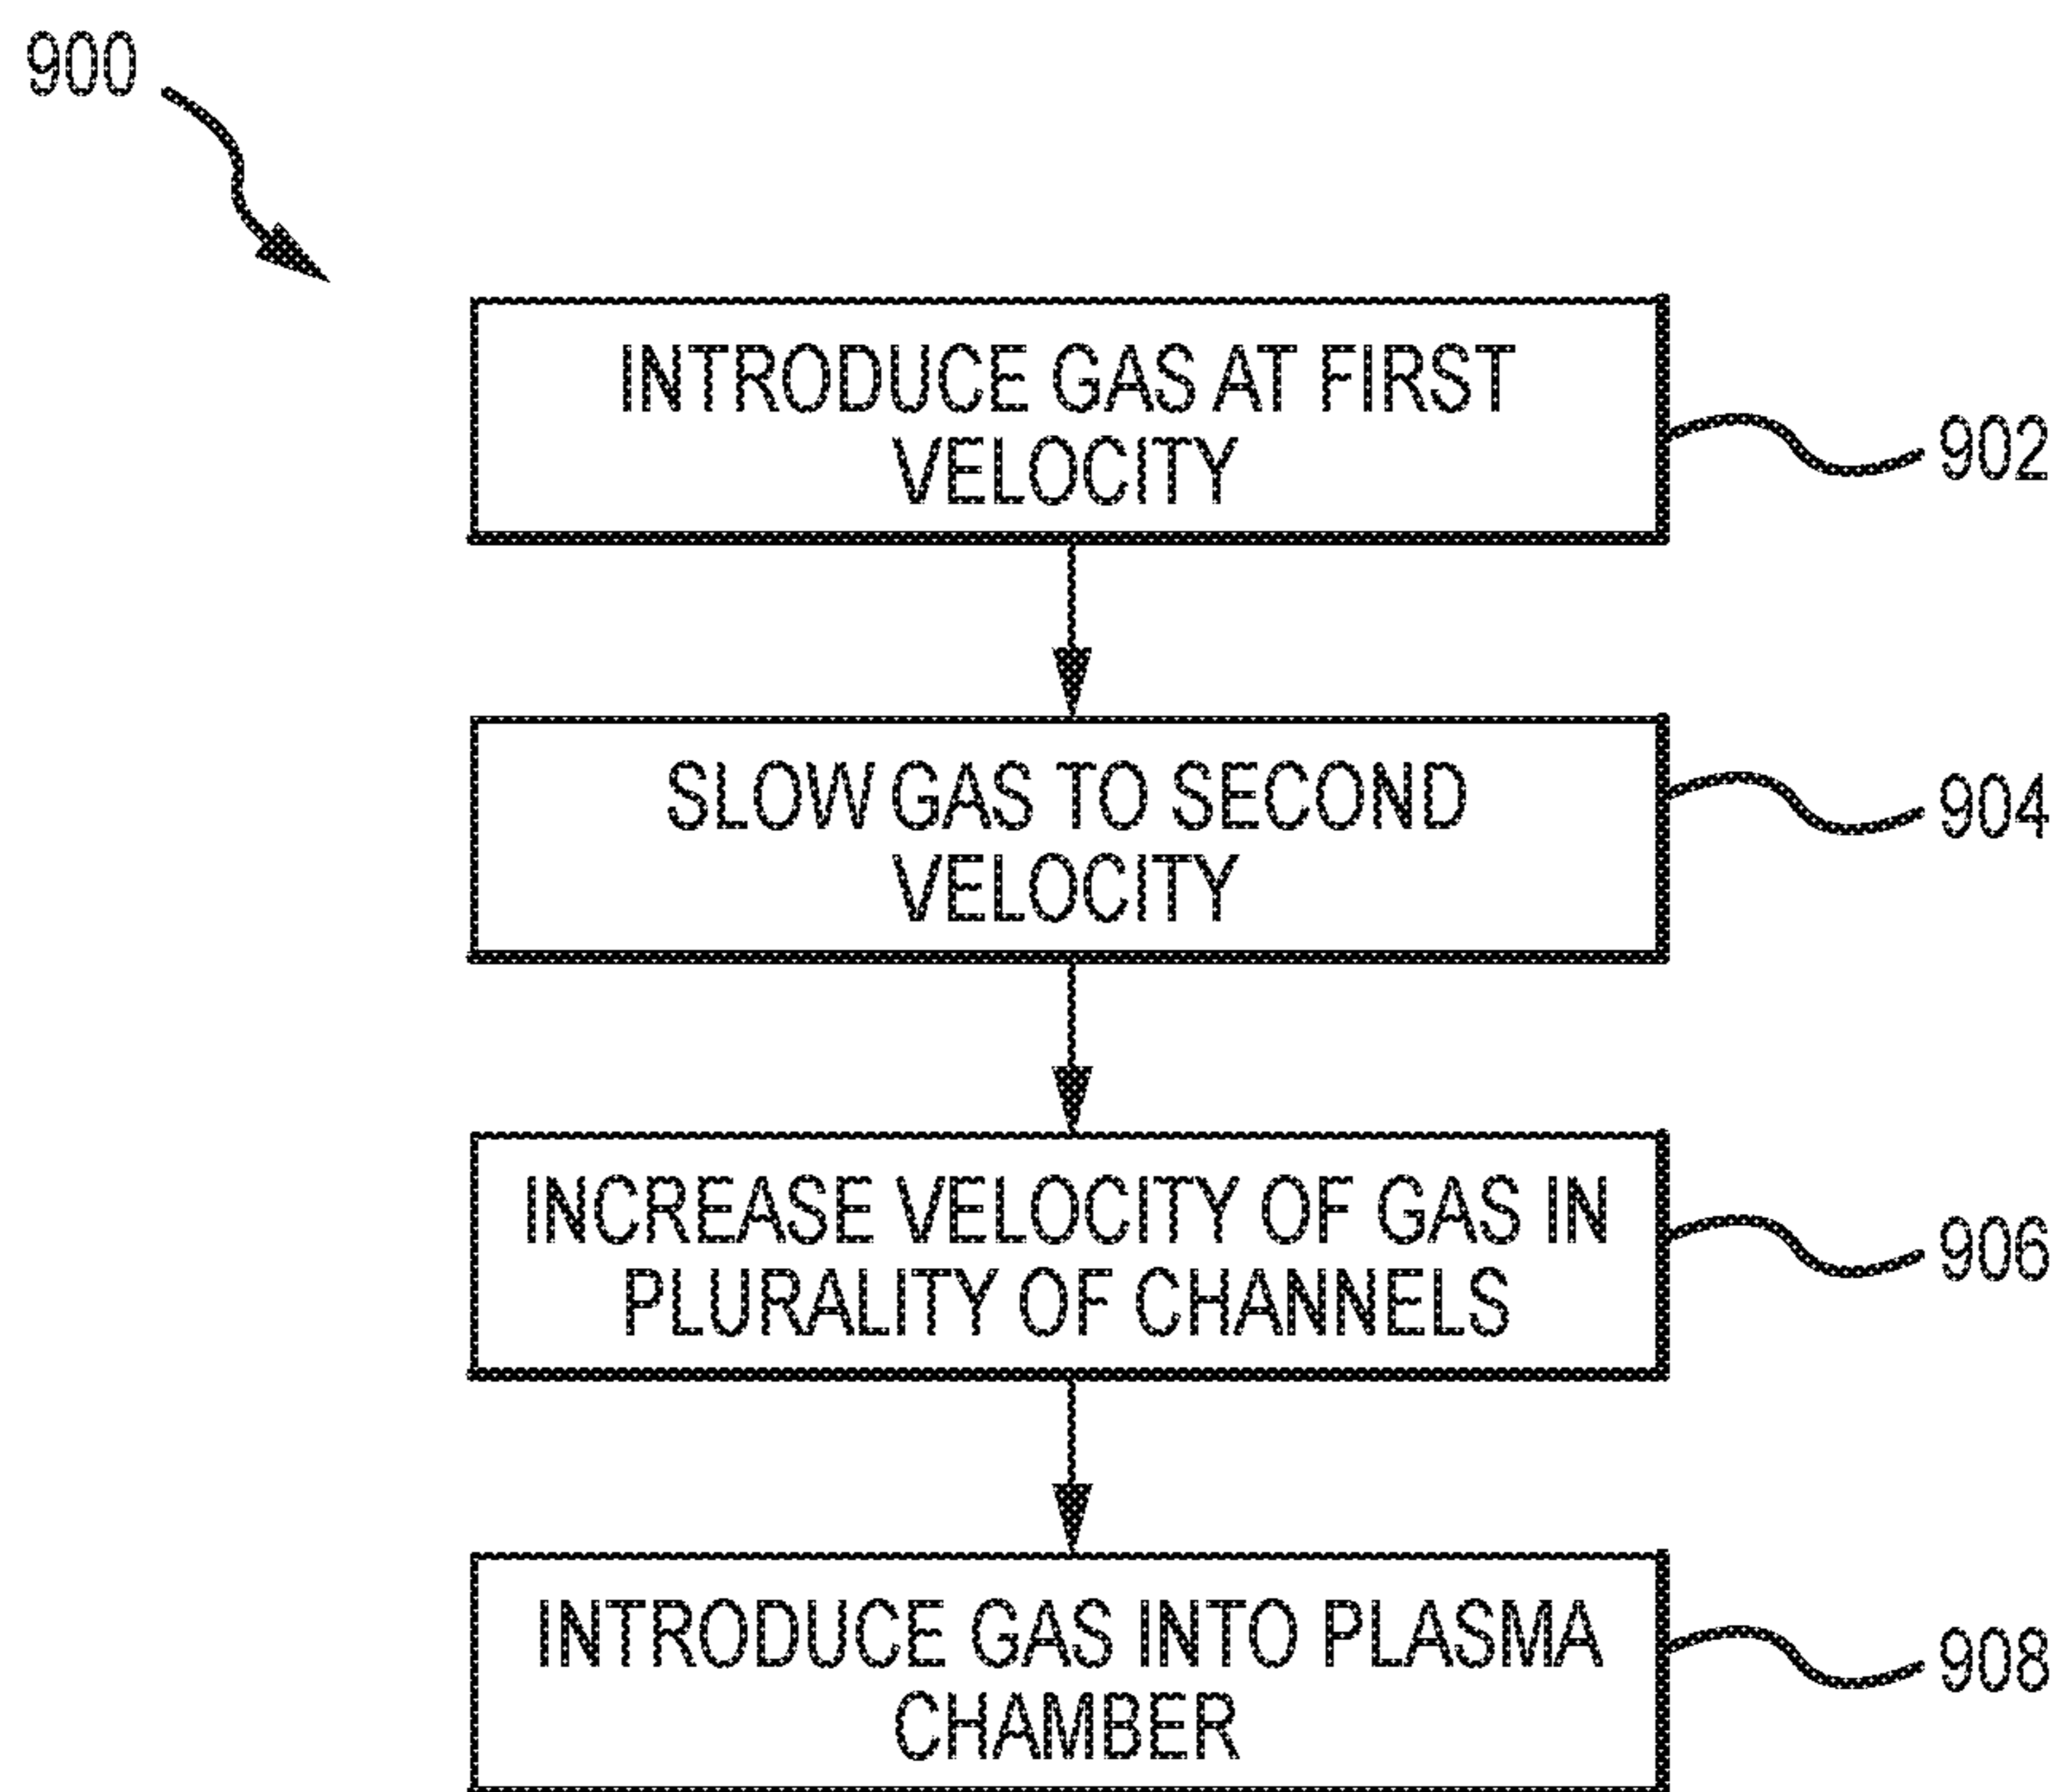 900
INTRODUCE GAS AT FIRST
VELOCITY
902
SLOW GAS TO SECOND
VELOCITY
904
INCREASE VELOCITY OF GAS IN
PLURALITY OF CHANNELS
906
INTRODUCE GAS INTO PLASMA
CHAMBER
908